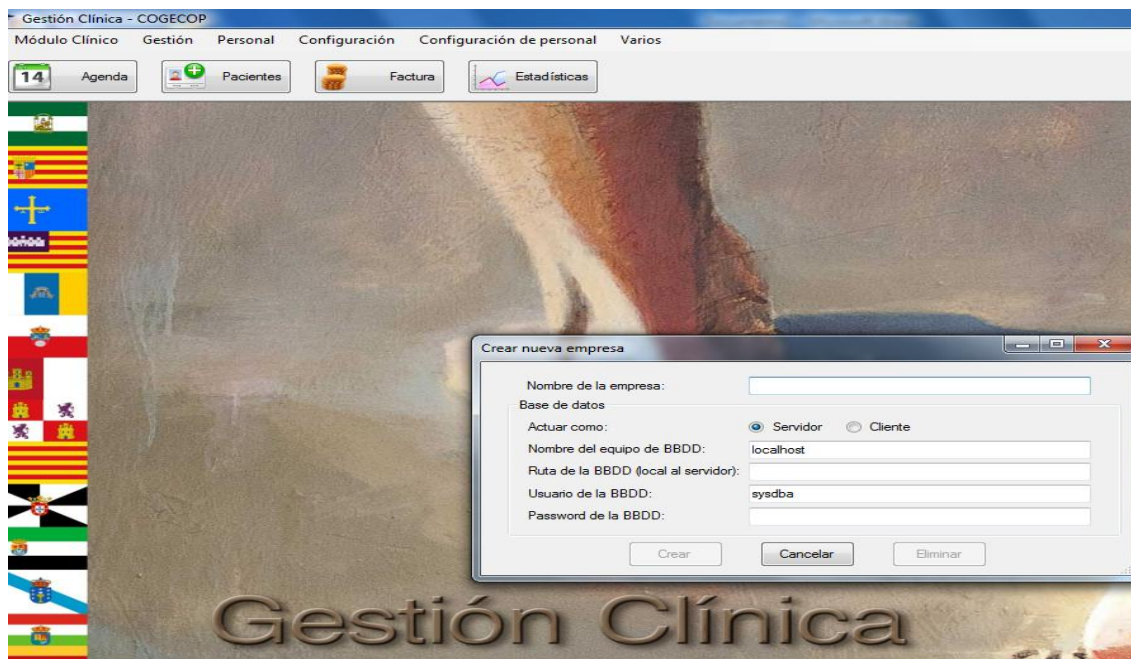 Gestión Clínica - COGECOP
Módulo Clínico Gestión Personal Configuración Configuración de personal Varios
14 Agenda Pacientes Factura Estadísticas
Crear nueva empresa
Nombre de la empresa:
Base de datos
Actuar como: Servidor Cliente
Nombre del equipo de BBDD: localhost
Ruta de la BBDD (local al servidor):
Usuario de la BBDD: sysdba
Password de la BBDD:
Crear Cancelar Eliminar
Gestión Clínica